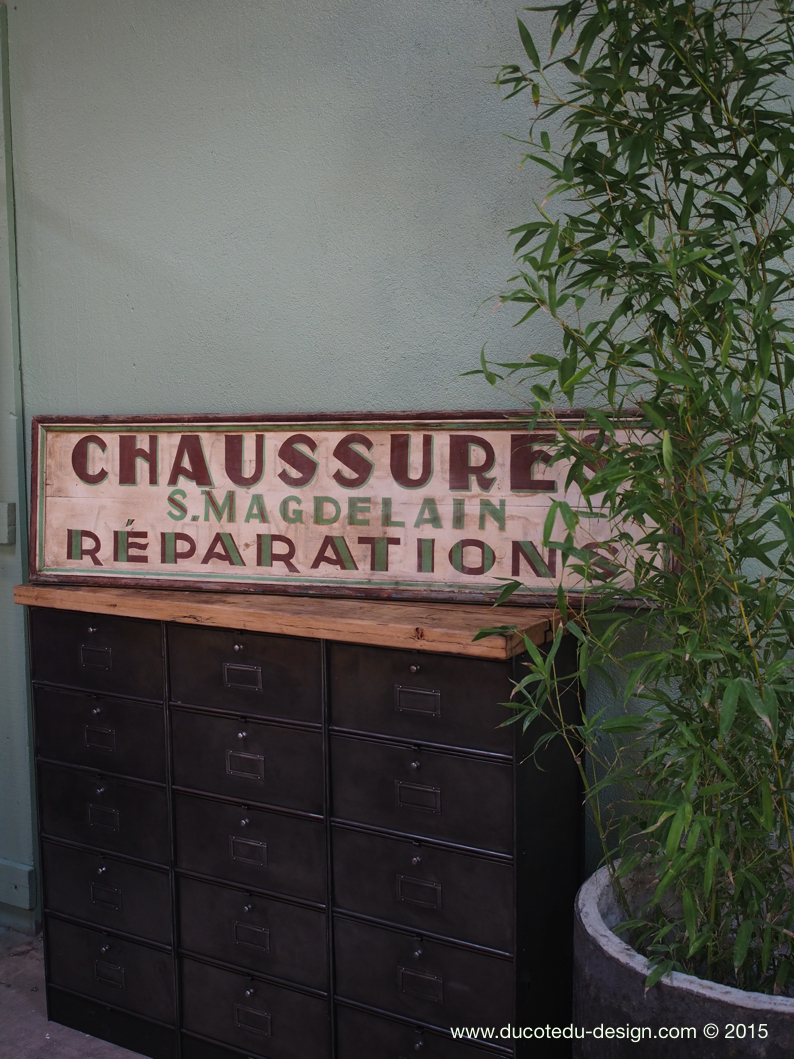 CHAUSSURES
S.MAGDELAIN
RÉPARATIONS
www.ducotedu-design.com © 2015